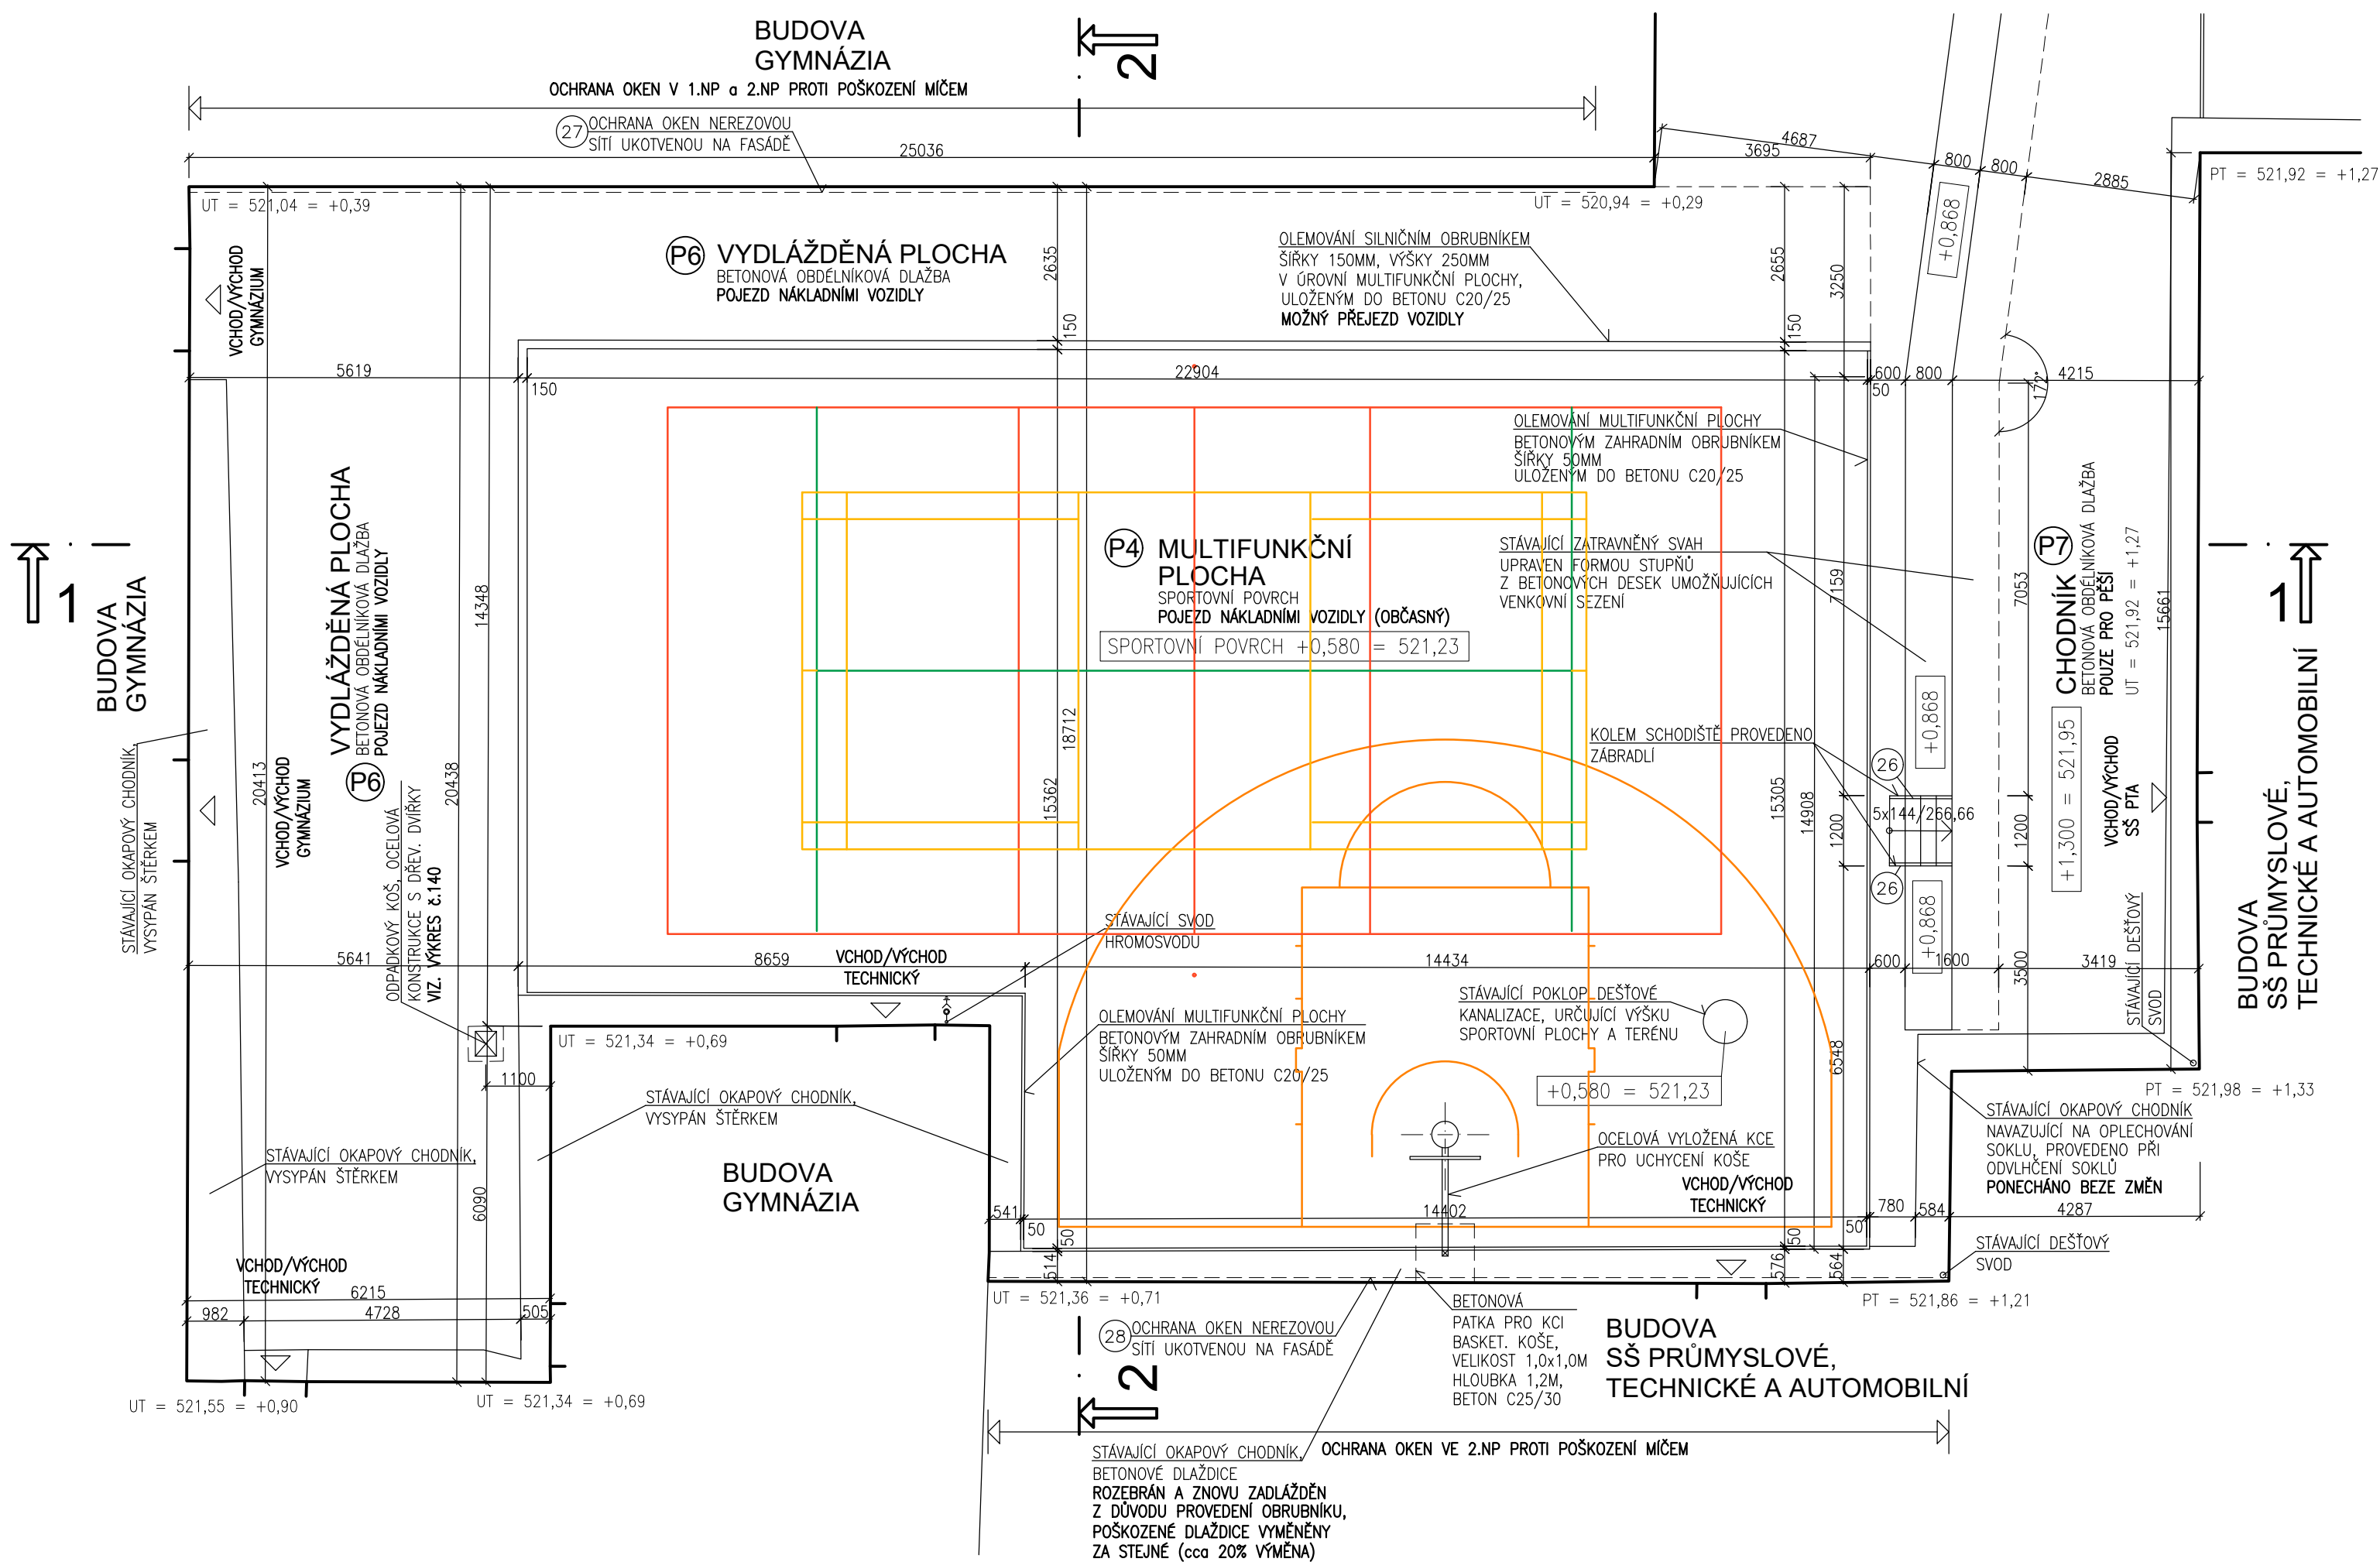 BUDOVA
GYMNÁZIA
2
OCHRANA OKEN V 1.NP a 2.NP PROTI POŠKOZENÍ MÍČEM
27
OCHRANA OKEN NEREZOVOU
SÍTÍ UKOTVENOU NA FASÁDĚ
25036
3695
4687
800
800
2885
PT = 521,92 = +1,27
UT = 521,04 = +0,39
UT = 520,94 = +0,29
+0,868
VCHOD/VÝCHOD
GYMNÁZIUM
P6
VYDLÁŽDĚNÁ PLOCHA
BETONOVÁ OBDÉLNÍKOVÁ DLAŽBA
POJEZD NÁKLADNÍMI VOZIDLY
2635
150
OLEMOVÁNÍ SILNIČNÍM OBRUBNÍKEM
ŠÍŘKY 150MM, VÝŠKY 250MM
V ÚROVNÍ MULTIFUNKČNÍ PLOCHY,
ULOŽENÝM DO BETONU C20/25
MOŽNÝ PŘEJEZD VOZIDLY
2655
150
3250
5619
150
22904
600
800
50
4215
172°
OLEMOVÁNÍ MULTIFUNKČNÍ PLOCHY
BETONOVÝM ZAHRADNÍM OBRUBNÍKEM
ŠÍŘKY 50MM
ULOŽENÝM DO BETONU C20/25
1
BUDOVA
GYMNÁZIA
VYDLÁŽDĚNÁ PLOCHA
BETONOVÁ OBDÉLNÍKOVÁ DLAŽBA
POJEZD NÁKLADNÍMI VOZIDLY
P6
14348
P4
MULTIFUNKČNÍ
PLOCHA
SPORTOVNÍ POVRCH
POJEZD NÁKLADNÍMI VOZIDLY (OBČASNÝ)
SPORTOVNÍ POVRCH +0,580 = 521,23
STÁVAJÍCÍ ZATRAVNĚNÝ SVAH
UPRAVEN FORMOU STUPŇŮ
Z BETONOVÝCH DESEK UMOŽŇUJÍCÍCH
VENKOVNÍ SEZENÍ
7159
7053
P7
CHODNÍK
BETONOVÁ OBDÉLNÍKOVÁ DLAŽBA
POUZE PRO PĚŠÍ
UT = 521,92 = +1,27
15661
1
BUDOVA
SŠ PRŮMYSLOVÉ,
TECHNICKÉ A AUTOMOBILNÍ
STÁVAJÍCÍ OKAPOVÝ CHODNÍK,
VYSYPÁN ŠTĚRKEM
20413
VCHOD/VÝCHOD
GYMNÁZIUM
20438
ODPADKOVÝ KOŠ, OCELOVÁ
KONSTRUKCE S DŘEV. DVÍŘKY
VIZ. VÝKRES č.140
18712
15362
KOLEM SCHODIŠTĚ PROVEDENO
ZÁBRADLÍ
15305
14908
1200
+0,868
26
5x144/266,66
26
+0,868
1200
+1,300 = 521,95
VCHOD/VÝCHOD
SŠ PTA
STÁVAJÍCÍ SVOD
HROMOSVODU
5641
8659
VCHOD/VÝCHOD
TECHNICKÝ
14434
600
1600
3500
3419
STÁVAJÍCÍ DEŠŤOVÝ
SVOD
STÁVAJÍCÍ POKLOP DEŠŤOVÉ
KANALIZACE, URČUJÍCÍ VÝŠKU
SPORTOVNÍ PLOCHY A TERÉNU
OLEMOVÁNÍ MULTIFUNKČNÍ PLOCHY
BETONOVÝM ZAHRADNÍM OBRUBNÍKEM
ŠÍŘKY 50MM
ULOŽENÝM DO BETONU C20/25
UT = 521,34 = +0,69
1100
+0,580 = 521,23
6548
PT = 521,98 = +1,33
STÁVAJÍCÍ OKAPOVÝ CHODNÍK,
VYSYPÁN ŠTĚRKEM
STÁVAJÍCÍ OKAPOVÝ CHODNÍK
NAVAZUJÍCÍ NA OPLECHOVÁNÍ
SOKLU, PROVEDENO PŘI
ODVLHČENÍ SOKLŮ
PONECHÁNO BEZE ZMĚN
OCELOVÁ VYLOŽENÁ KCE
PRO UCHYCENÍ KOŠE
STÁVAJÍCÍ OKAPOVÝ CHODNÍK,
VYSYPÁN ŠTĚRKEM
BUDOVA
GYMNÁZIA
6090
VCHOD/VÝCHOD
TECHNICKÝ
541
50
50
14402
50
50
780
584
4287
STÁVAJÍCÍ DEŠŤOVÝ
SVOD
VCHOD/VÝCHOD
TECHNICKÝ
514
576
564
6215
982
4728
505
UT = 521,36 = +0,71
PT = 521,86 = +1,21
28
OCHRANA OKEN NEREZOVOU
SÍTÍ UKOTVENOU NA FASÁDĚ
BETONOVÁ
PATKA PRO KCI
BASKET. KOŠE,
VELIKOST 1,0x1,0M
HLOUBKA 1,2M,
BETON C25/30
BUDOVA
SŠ PRŮMYSLOVÉ,
TECHNICKÉ A AUTOMOBILNÍ
UT = 521,55 = +0,90
UT = 521,34 = +0,69
2
OCHRANA OKEN VE 2.NP PROTI POŠKOZENÍ MÍČEM
STÁVAJÍCÍ OKAPOVÝ CHODNÍK,
BETONOVÉ DLAŽDICE
ROZEBRÁN A ZNOVU ZADLÁŽDĚN
Z DŮVODU PROVEDENÍ OBRUBNÍKU,
POŠKOZENÉ DLAŽDICE VYMĚNĚNY
ZA STEJNÉ (cca 20% VÝMĚNA)